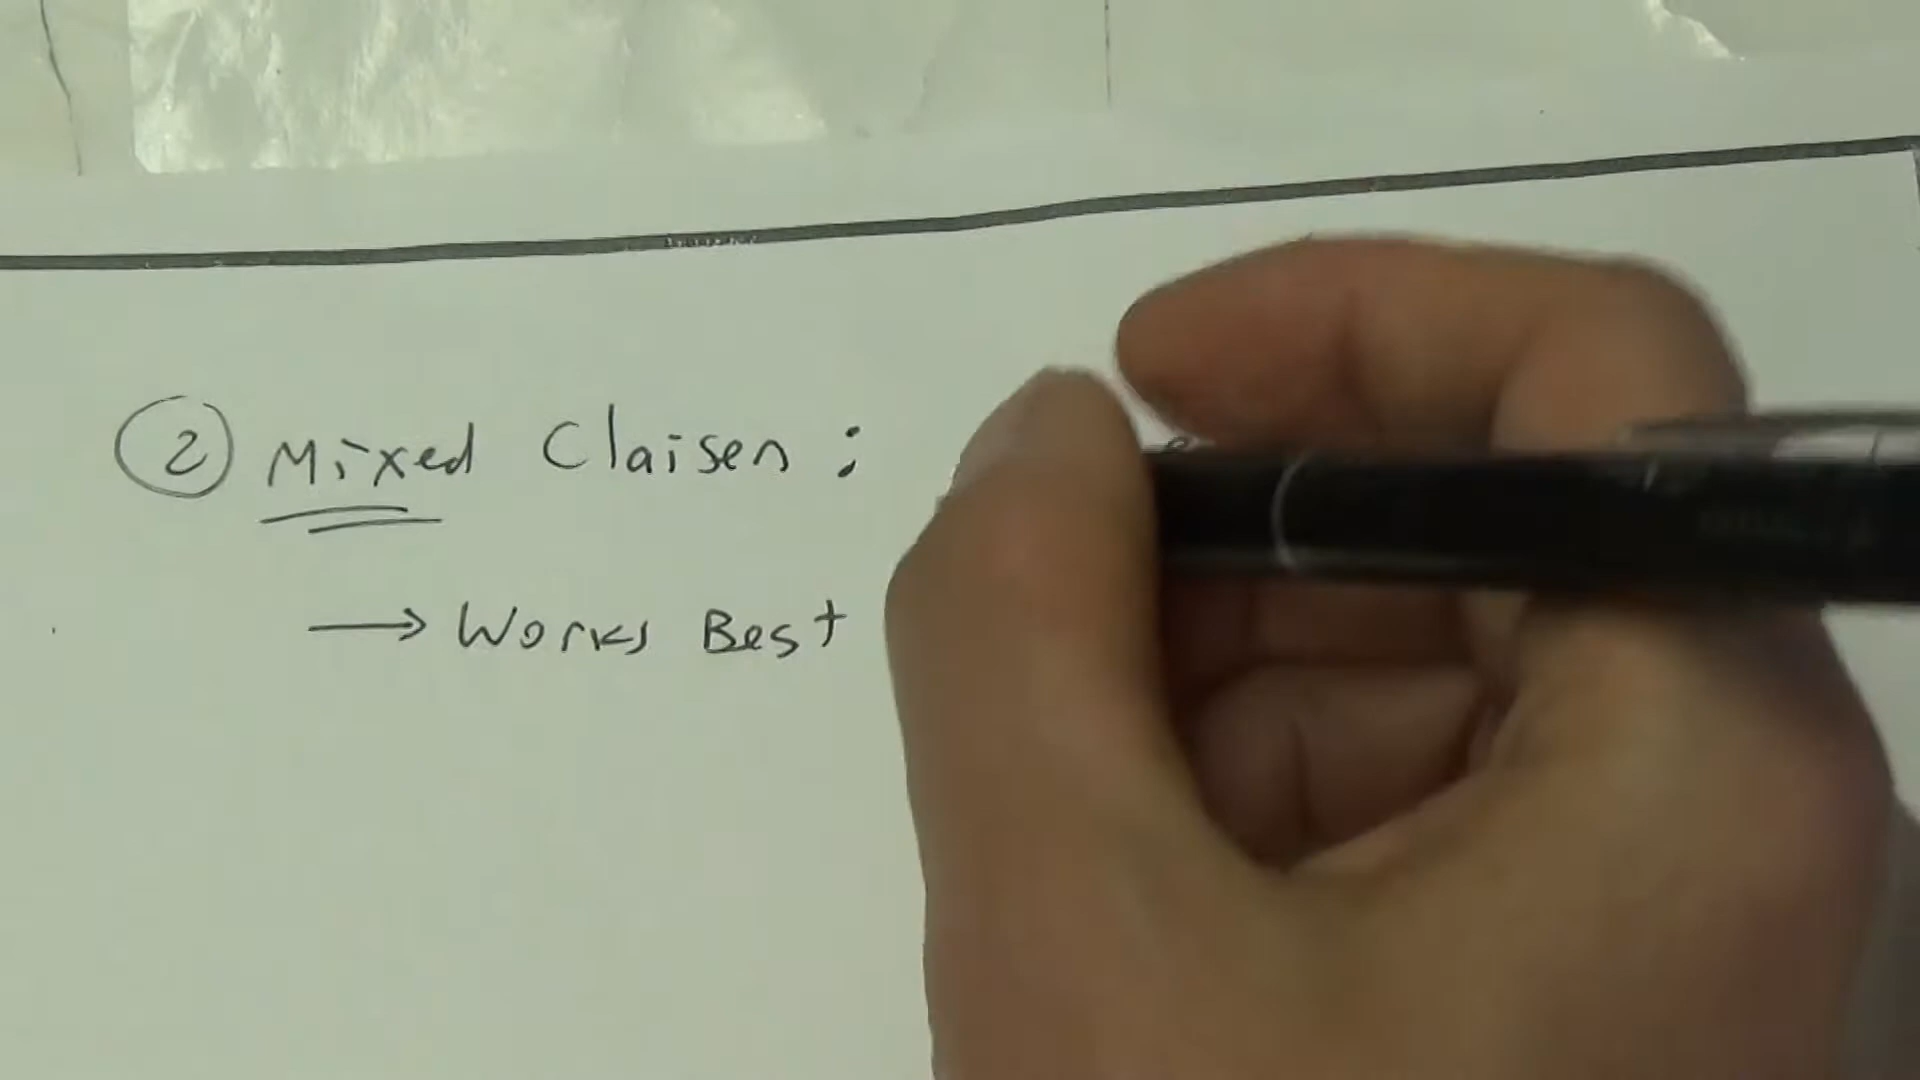 ② Mixed Claisen :
→ Works Best